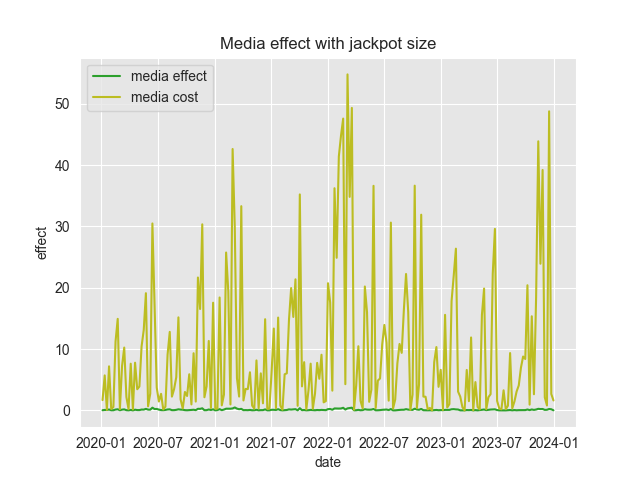 Media effect with jackpot size
media effect
media cost
50
40
30
20
10
0
effect
2020-01 2020-07 2021-01 2021-07 2022-01 2022-07 2023-01 2023-07 2024-01
date